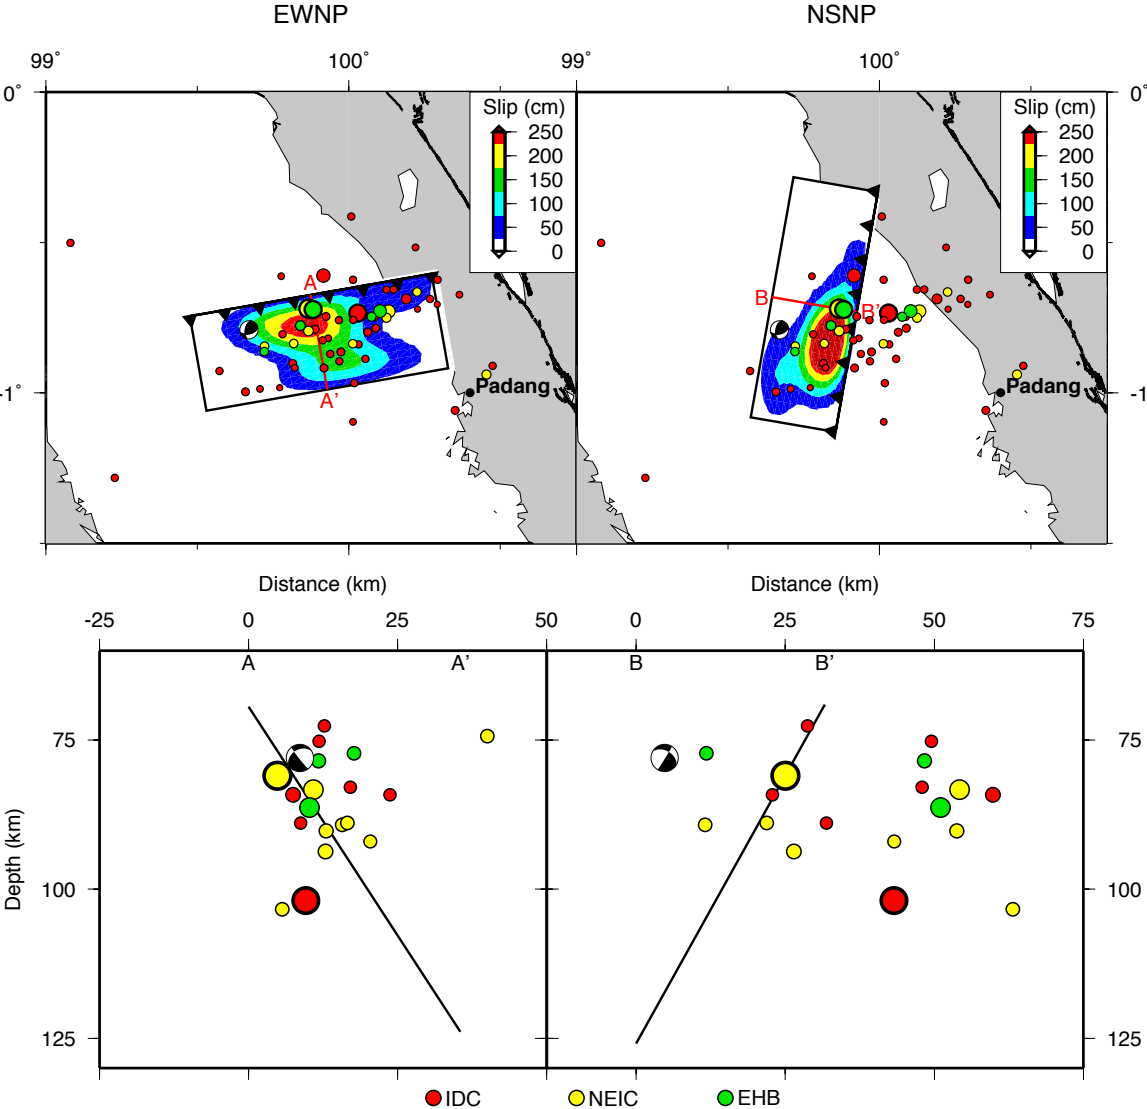 EWNP NSNP
99° 100° 99° 100°
0° 0°
Slip (cm) Slip (cm)
250 250
200 200
150 150
100 100
50 50
0 0
A B B'
Padang Padang
-1° -1
A'
Distance (km) Distance (km)
-25 0 25 50 0 25 50 75
A A' B B'
75 75
Depth (km)
100 100
125 125
IDC NEIC EHB